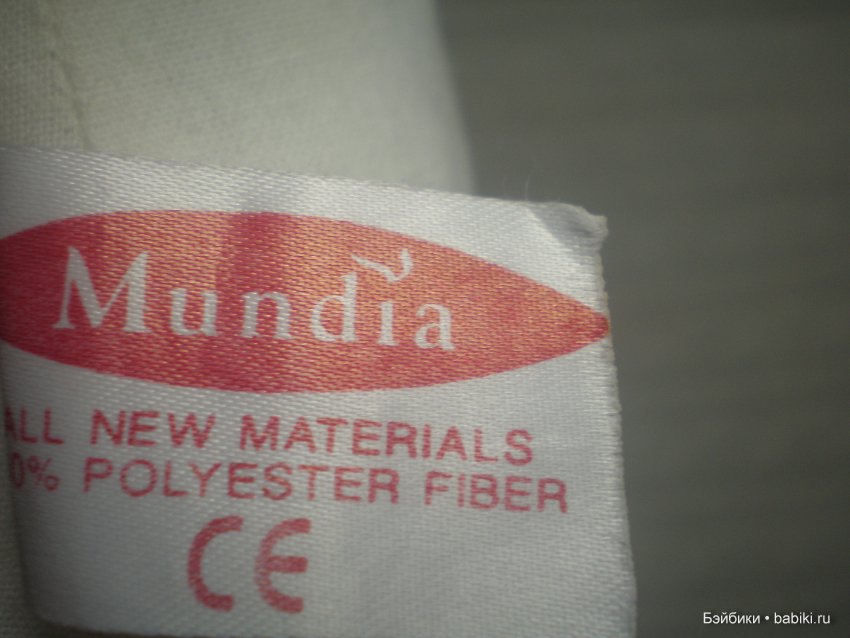 Mundia
ALL NEW MATERIALS
0% POLYESTER FIBER
CE
Бэйбики • babiki.ru